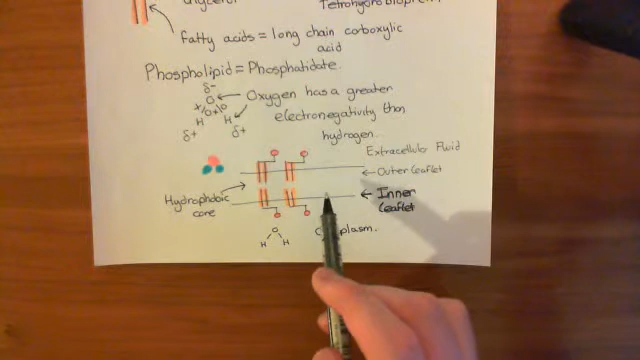 Glycerol
Fatty acids = long chain carboxylic
acid
Phospholipid = Phosphatidate.
δ-
O
H
H
δ+
δ+
Oxygen has a greater
electronegativity than
hydrogen.
Extracellular Fluid
Outer leaflet
Hydrophobic
core
Inner
leaflet
O
H H